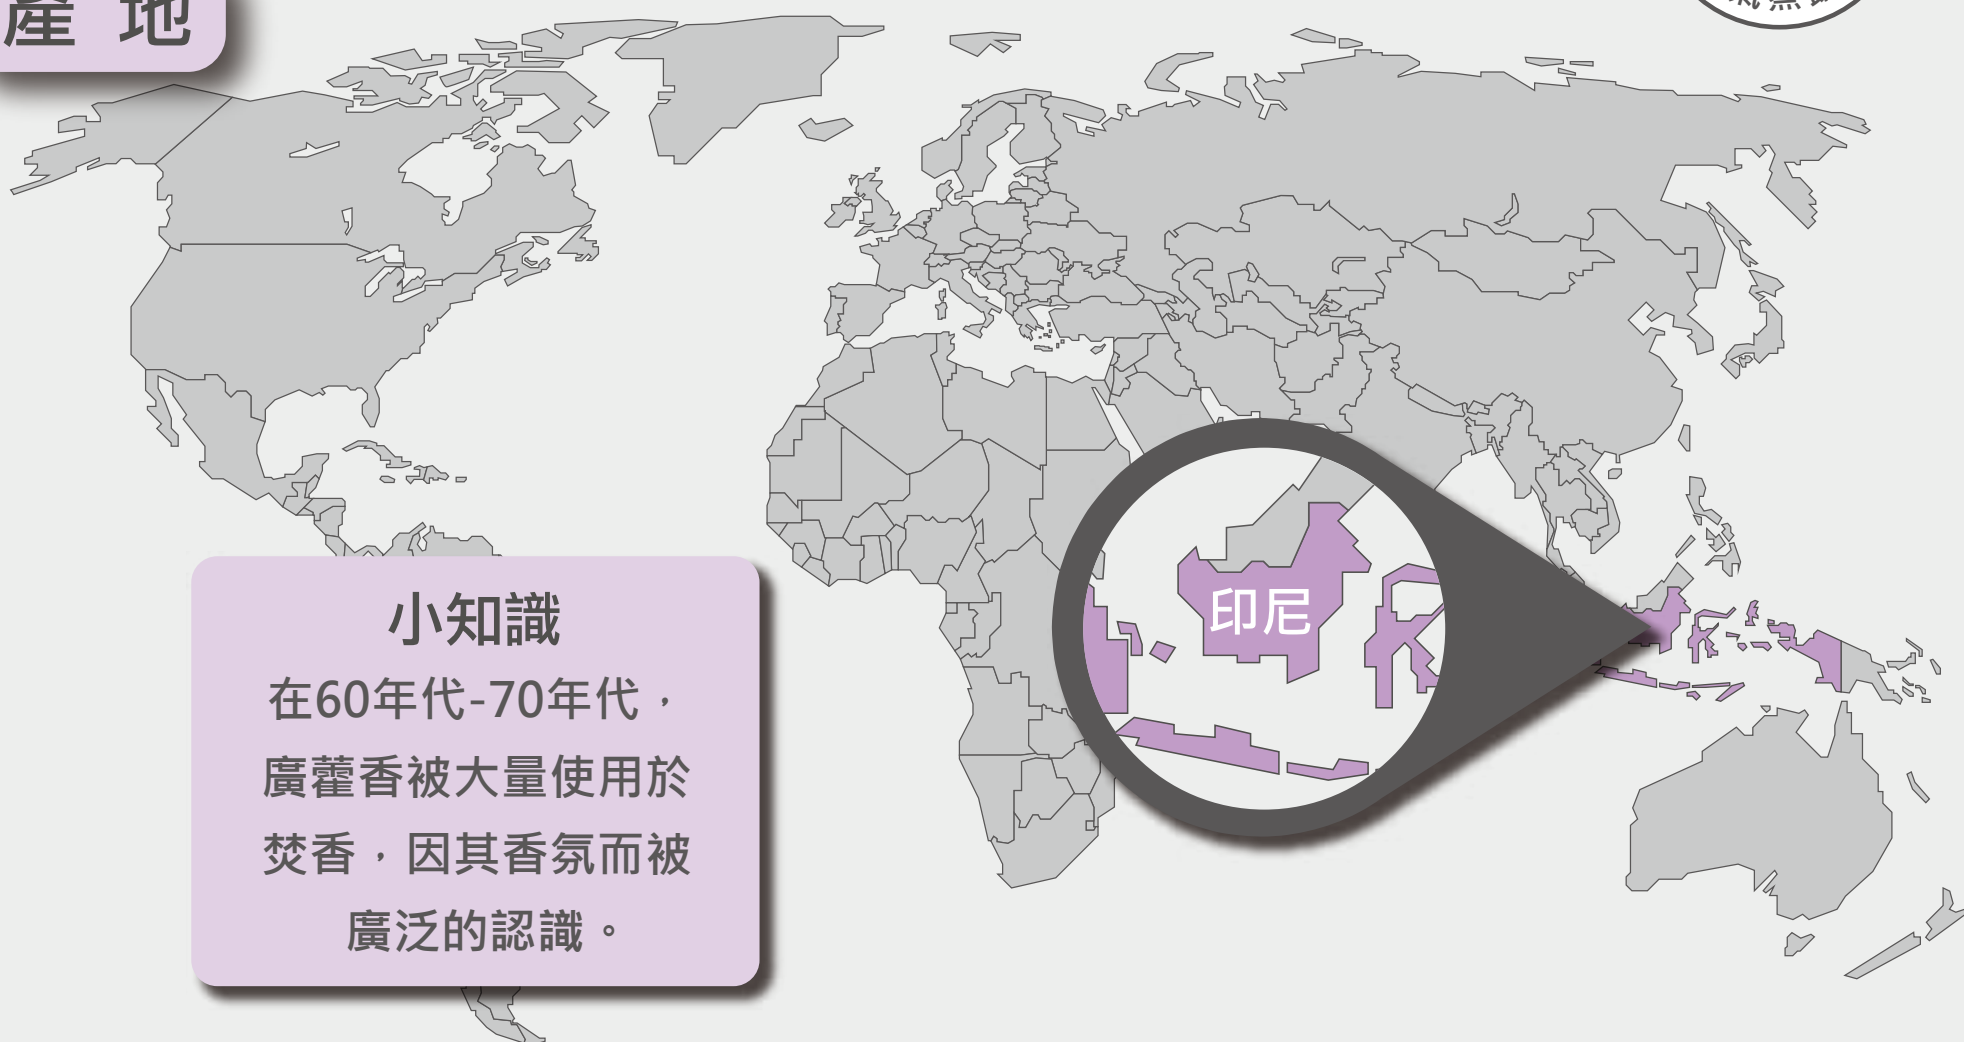 產 地
印尼
小知識
在60年代-70年代，
廣藿香被大量使用於
焚香，因其香氛而被
廣泛的認識。